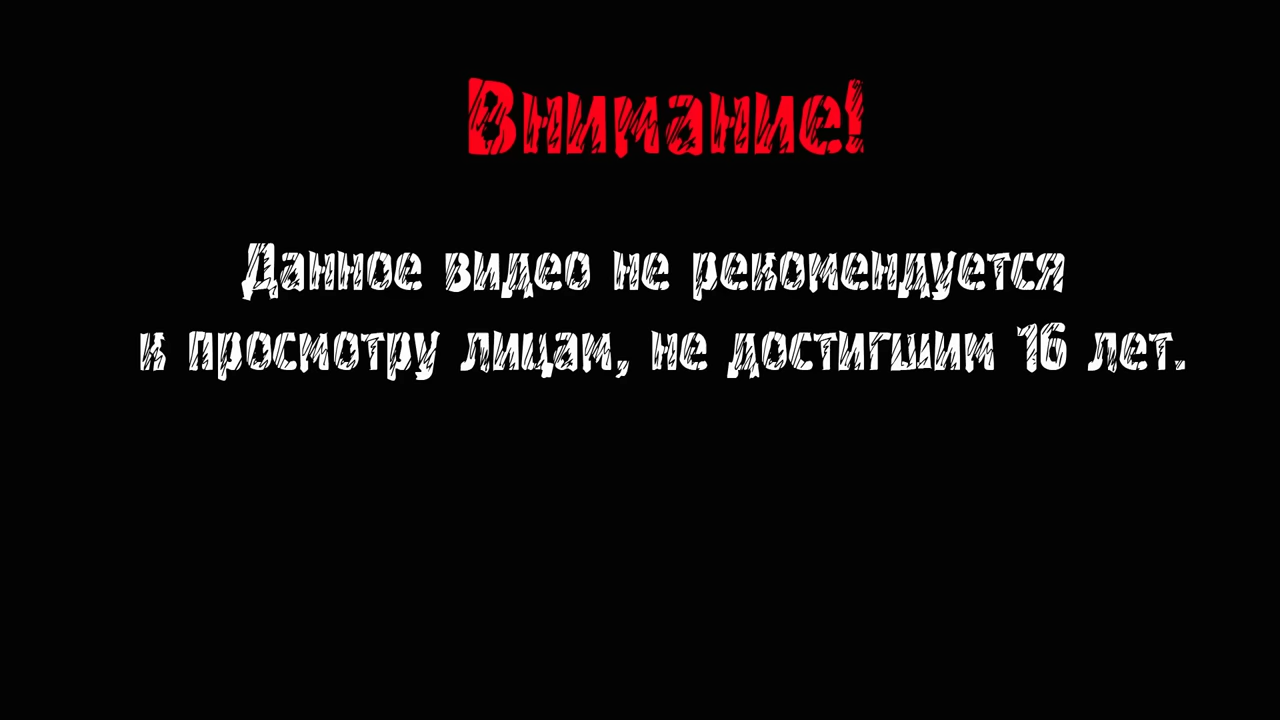 Внимание!
Данное видео не рекомендуется
к просмотру лицам, не достигшим 16 лет.